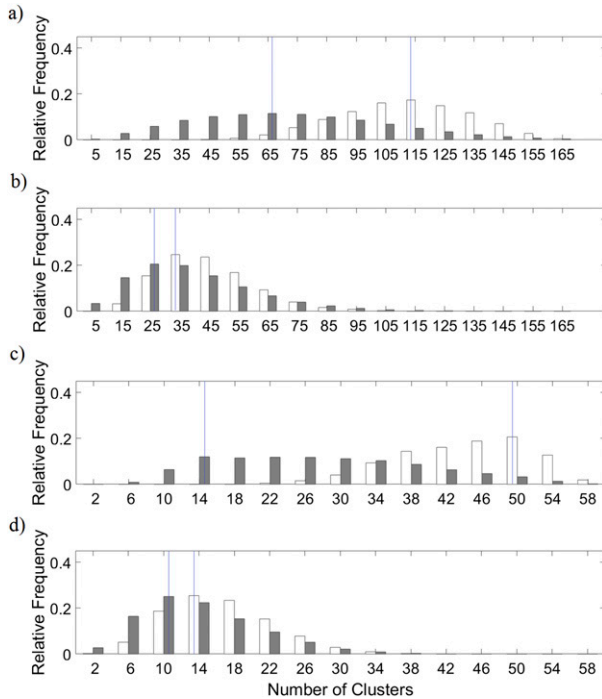 a)
Relative Frequency
0.4
0.2
0
5 15 25 35 45 55 65 75 85 95 105 115 125 135 145 155 165
b)
Relative Frequency
0.4
0.2
0
5 15 25 35 45 55 65 75 85 95 105 115 125 135 145 155 165
c)
Relative Frequency
0.4
0.2
0
2 6 10 14 18 22 26 30 34 38 42 46 50 54 58
d)
Relative Frequency
0.4
0.2
0
2 6 10 14 18 22 26 30 34 38 42 46 50 54 58
Number of Clusters